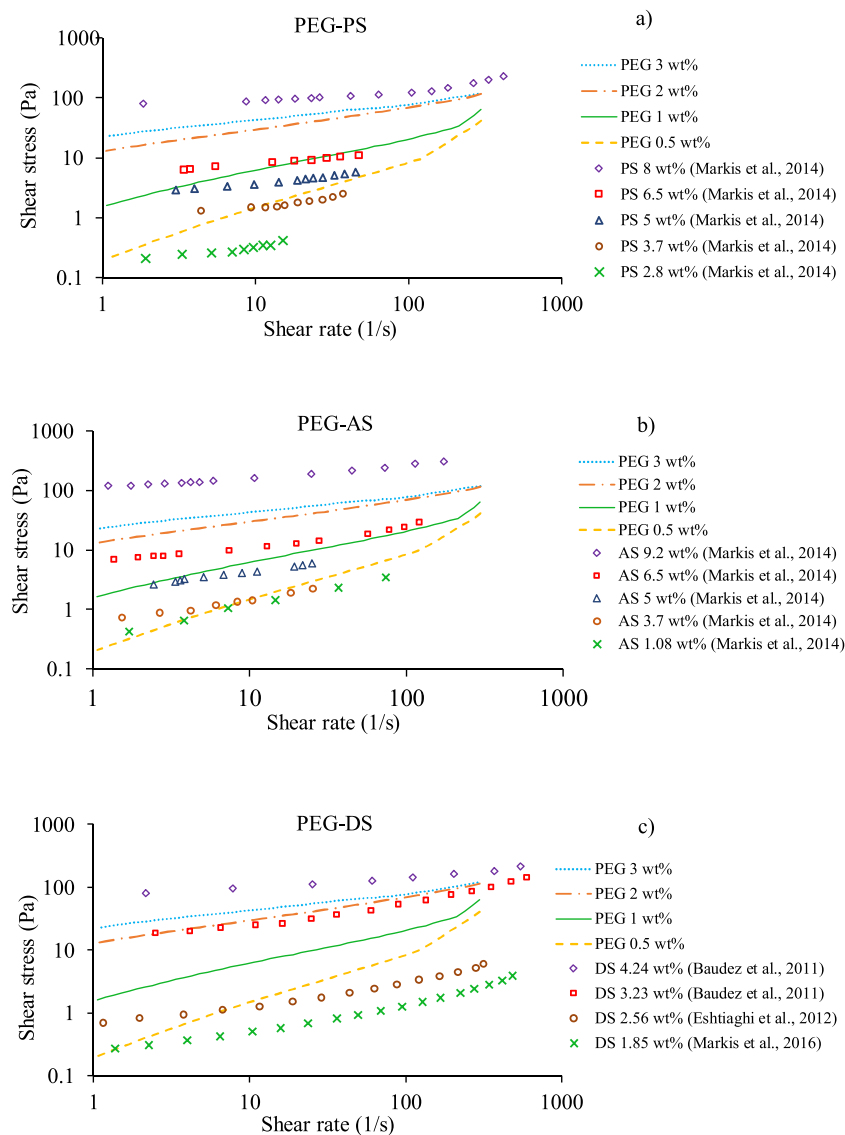 PEG-PS
a)
1000
100
10
1
0.1
1
10
100
1000
Shear stress (Pa)
Shear rate (1/s)
PEG 3 wt%
PEG 2 wt%
PEG 1 wt%
PEG 0.5 wt%
PS 8 wt% (Markis et al., 2014)
PS 6.5 wt% (Markis et al., 2014)
PS 5 wt% (Markis et al., 2014)
PS 3.7 wt% (Markis et al., 2014)
PS 2.8 wt% (Markis et al., 2014)
PEG-AS
b)
1000
100
10
1
0.1
1
10
100
1000
Shear stress (Pa)
Shear rate (1/s)
PEG 3 wt%
PEG 2 wt%
PEG 1 wt%
PEG 0.5 wt%
AS 9.2 wt% (Markis et al., 2014)
AS 6.5 wt% (Markis et al., 2014)
AS 5 wt% (Markis et al., 2014)
AS 3.7 wt% (Markis et al., 2014)
AS 1.08 wt% (Markis et al., 2014)
PEG-DS
c)
1000
100
10
1
0.1
1
10
100
1000
Shear stress (Pa)
Shear rate (1/s)
PEG 3 wt%
PEG 2 wt%
PEG 1 wt%
PEG 0.5 wt%
DS 4.24 wt% (Baudez et al., 2011)
DS 3.23 wt% (Baudez et al., 2011)
DS 2.56 wt% (Eshtiaghi et al., 2012)
DS 1.85 wt% (Markis et al., 2016)